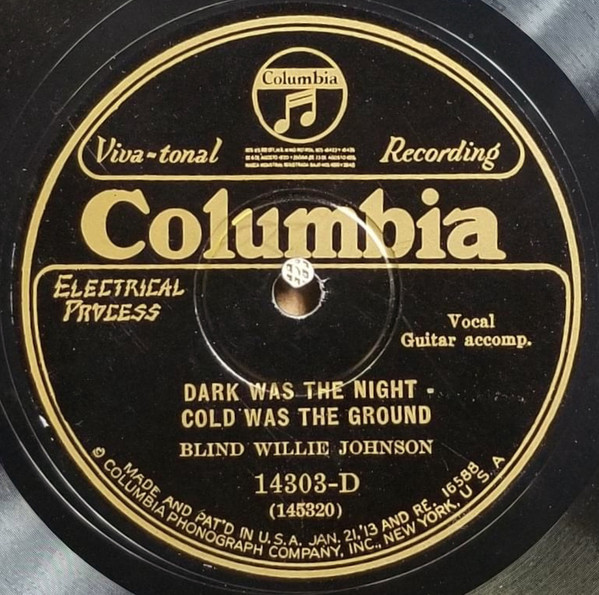 Columbia
Viva-tonal Recording
Columbia
ELECTRICAL
PROCESS
Vocal
Guitar accomp.
DARK WAS THE NIGHT -
COLD WAS THE GROUND
BLIND WILLIE JOHNSON
14303-D
(145320)
MADE AND PAT'D IN U.S.A. JAN. 21,'13 AND RE. 16588
© COLUMBIA PHONOGRAPH COMPANY, INC., NEW YORK, U S A